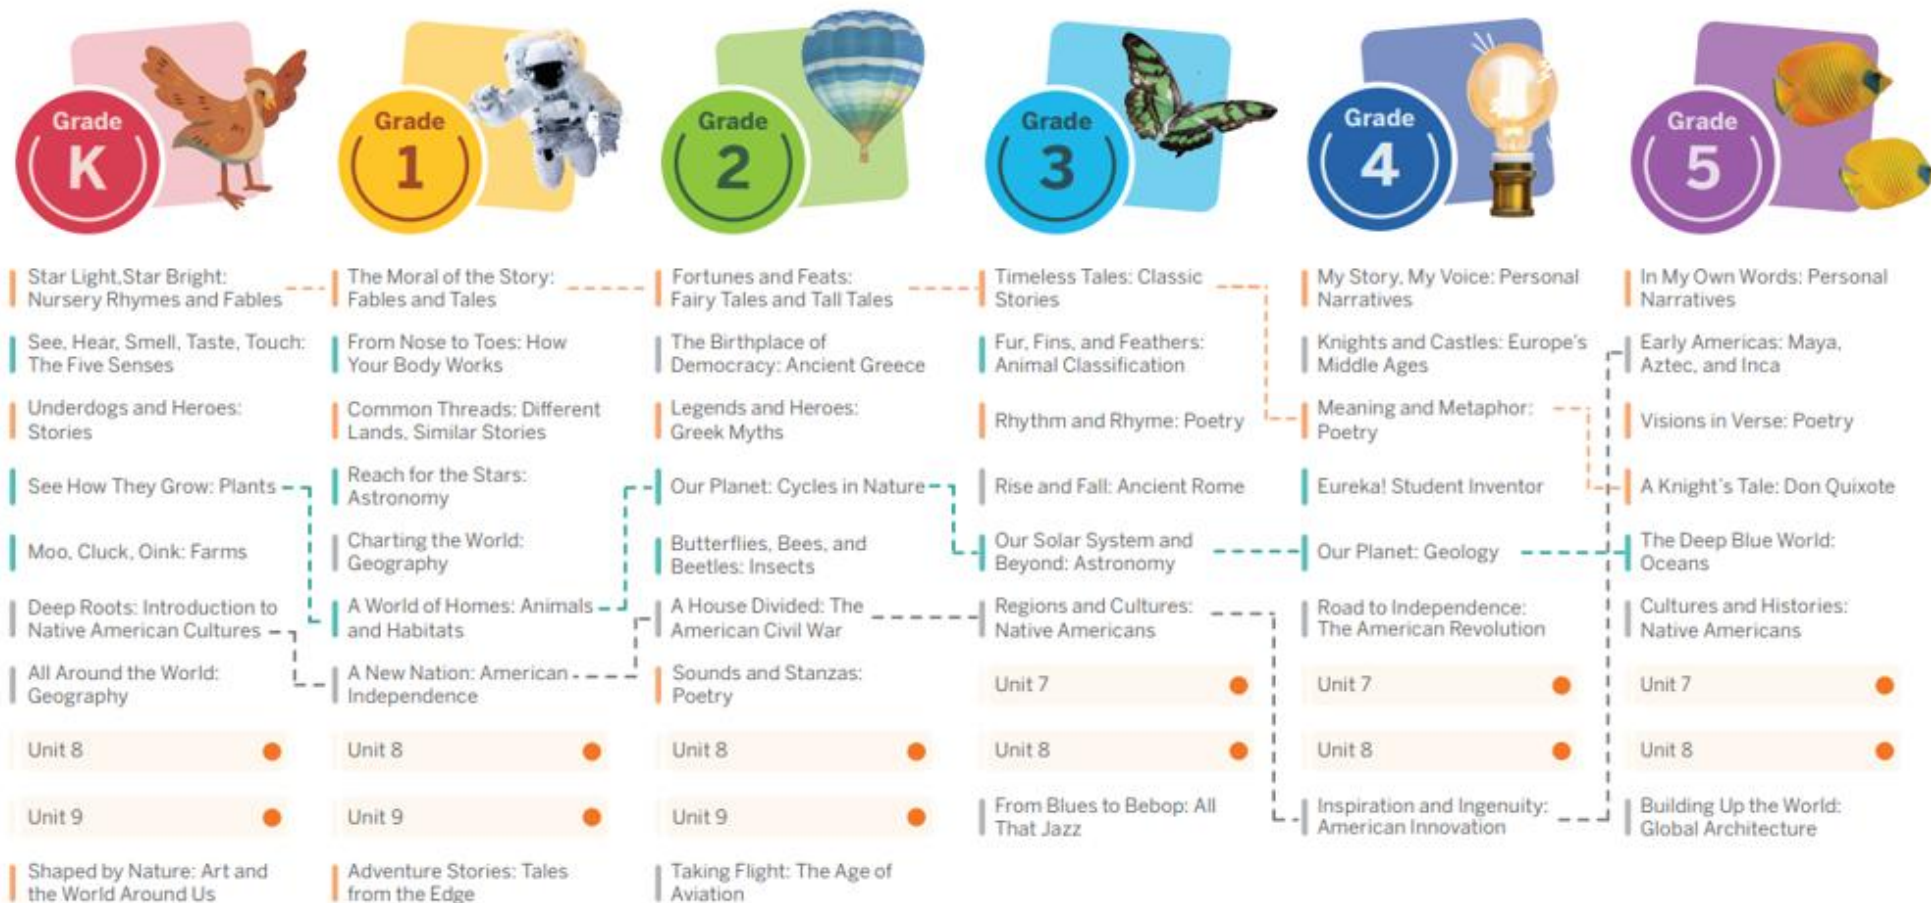 Grade
K
Grade
1
Grade
2
Grade
3
Grade
4
Grade
5
Star Light,Star Bright:
Nursery Rhymes and Fables
See, Hear, Smell, Taste, Touch:
The Five Senses
Underdogs and Heroes:
Stories
See How They Grow: Plants
Moo, Cluck, Oink: Farms
Deep Roots: Introduction to
Native American Cultures
All Around the World:
Geography
Unit 8
Unit 9
Shaped by Nature: Art and
the World Around Us
The Moral of the Story:
Fables and Tales
From Nose to Toes: How
Your Body Works
Common Threads: Different
Lands, Similar Stories
Reach for the Stars:
Astronomy
Charting the World:
Geography
A World of Homes: Animals
and Habitats
A New Nation: American
Independence
Unit 8
Unit 9
Adventure Stories: Tales
from the Edge
Fortunes and Feats:
Fairy Tales and Tall Tales
The Birthplace of
Democracy: Ancient Greece
Legends and Heroes:
Greek Myths
Our Planet: Cycles in Nature
Butterflies, Bees, and
Beetles: Insects
A House Divided: The
American Civil War
Sounds and Stanzas:
Poetry
Unit 8
Unit 9
Taking Flight: The Age of
Aviation
Timeless Tales: Classic
Stories
Fur, Fins, and Feathers:
Animal Classification
Rhythm and Rhyme: Poetry
Rise and Fall: Ancient Rome
Our Solar System and
Beyond: Astronomy
Regions and Cultures:
Native Americans
Unit 7
Unit 8
From Blues to Bebop: All
That Jazz
My Story, My Voice: Personal
Narratives
Knights and Castles: Europe's
Middle Ages
Meaning and Metaphor:
Poetry
Eureka! Student Inventor
Our Planet: Geology
Road to Independence:
The American Revolution
Unit 7
Unit 8
Inspiration and Ingenuity:
American Innovation
In My Own Words: Personal
Narratives
Early Americas: Maya,
Aztec, and Inca
Visions in Verse: Poetry
A Knight's Tale: Don Quixote
The Deep Blue World:
Oceans
Cultures and Histories:
Native Americans
Unit 7
Unit 8
Building Up the World:
Global Architecture